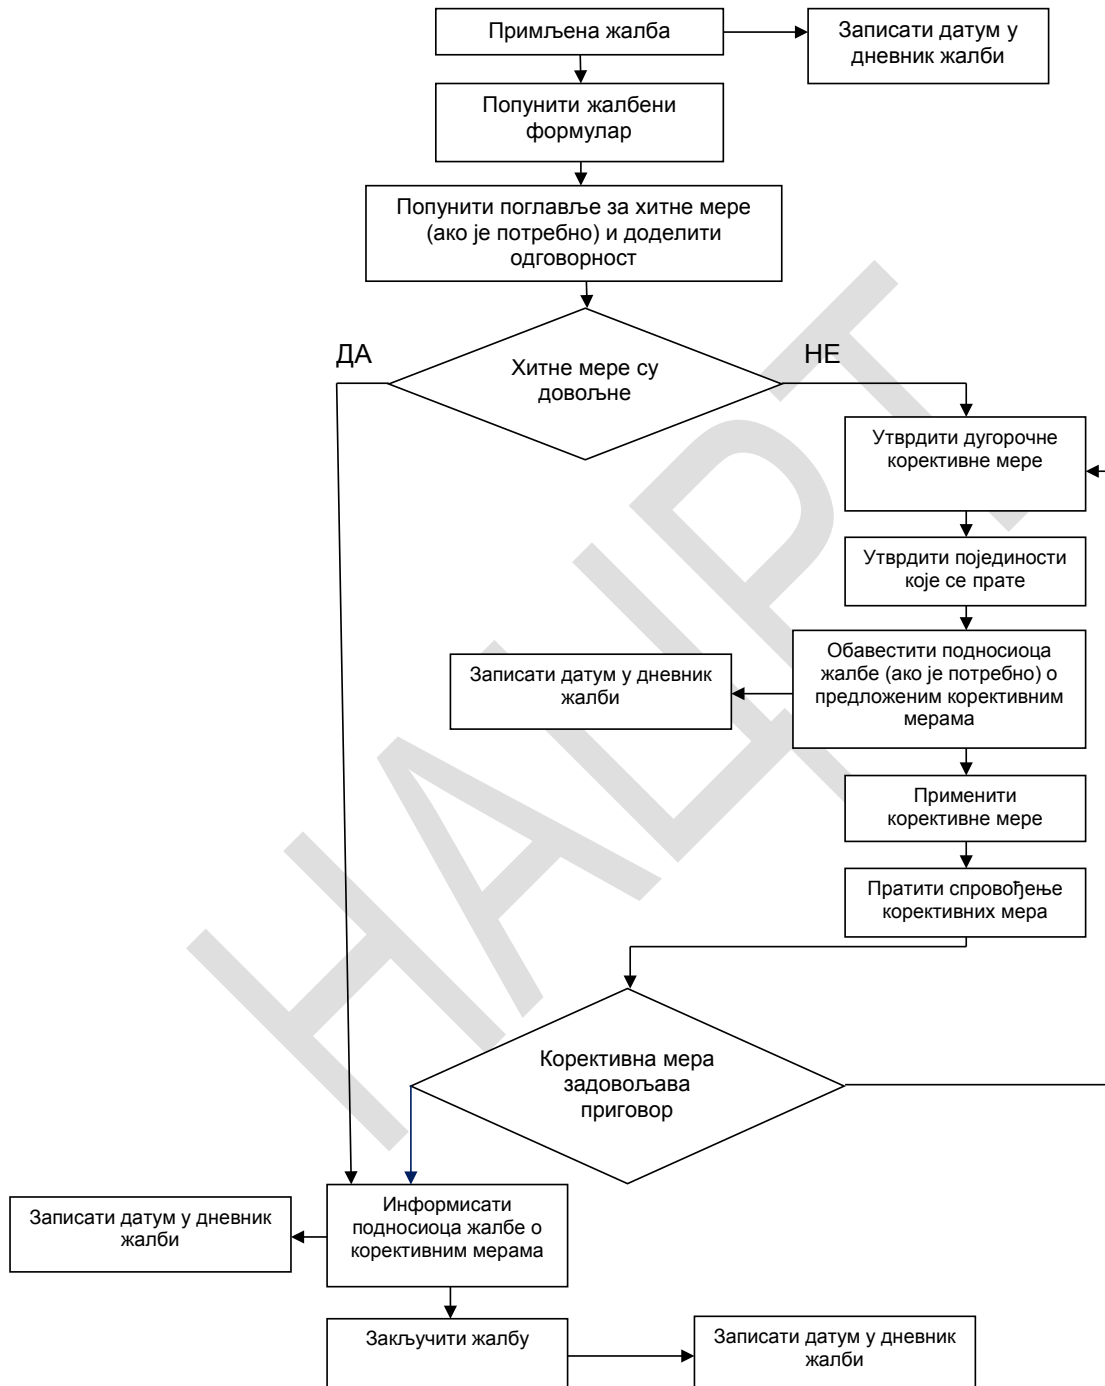 Примљена жалба
Записати датум у
дневник жалби
Попунити жалбени
формулар
Попунити поглавље за хитне мере
(ако је потребно) и доделити
одговорност
ДА
НЕ
Хитне мере су
довољне
Утврдити дугорочне
корективне мере
Утврдити појединости
које се прате
Обавестити подносиоца
жалбе (ако је потребно) о
предложеним корективним
мерама
Записати датум у дневник
жалби
Применити
корективне мере
Пратити спровођење
корективних мера
Корективна мера
задовољава
приговор
Информисати
подносиоца жалбе о
корективним мерама
Записати датум у дневник
жалби
Закључити жалбу
Записати датум у дневник
жалби
НАЦРТ